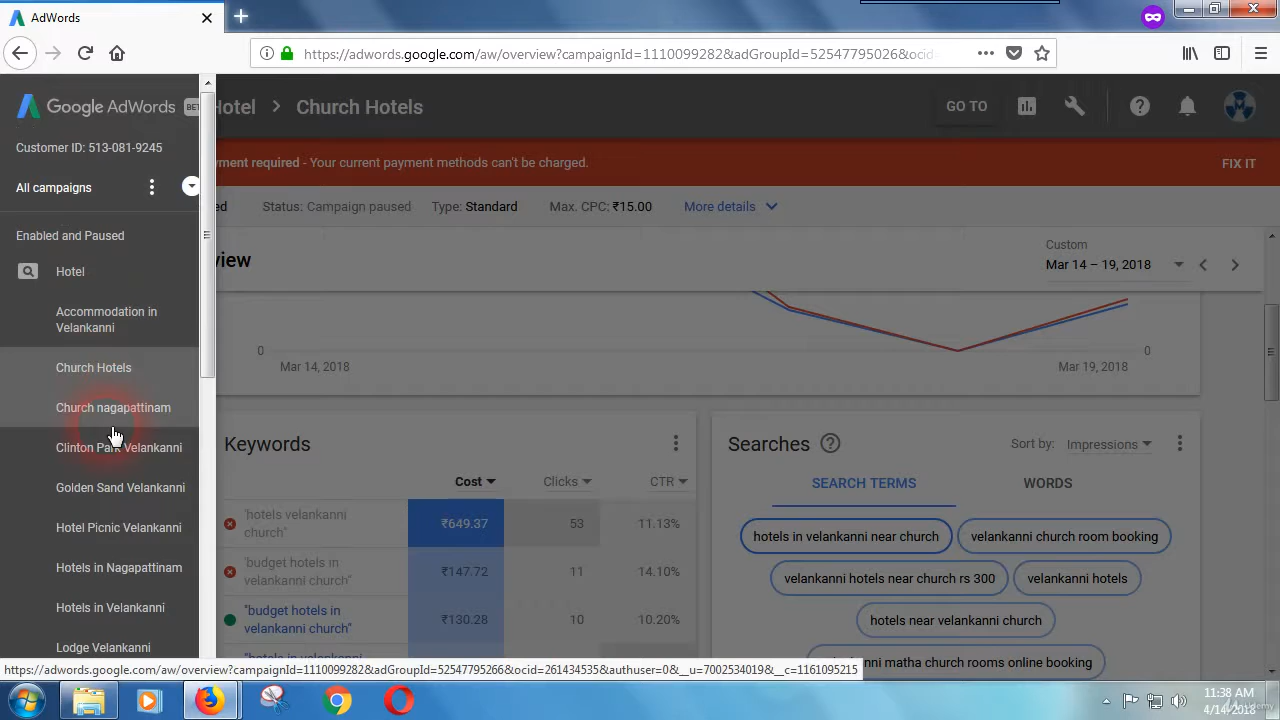 AdWords
https://adwords.google.com/aw/overview?campaignId=1110099282&adGroupId=52547795026&ocid=
Google AdWords
BET
Hotel > Church Hotels
GO TO
Customer ID: 513-081-9245
All campaigns
ment required - Your current payment methods can't be charged.
FIX IT
ed Status: Campaign paused Type: Standard Max. CPC: ₹15.00 More details
Enabled and Paused
Hotel
Accommodation in
Velankanni
Church Hotels
Church nagapattinam
Clinton Park Velankanni
Golden Sand Velankanni
Hotel Picnic Velankanni
Hotels in Nagapattinam
Hotels in Velankanni
Lodge Velankanni
view
Custom
Mar 14 – 19, 2018
0 0
Mar 14, 2018 Mar 19, 2018
Keywords
Cost Clicks CTR
"hotels velankanni
church"
₹649.37 53 11.13%
"budget hotels in
velankanni church"
₹147.72 11 14.10%
"budget hotels in
velankanni church"
₹130.28 10 10.20%
"hotels in velankanni
Searches
Sort by: Impressions
SEARCH TERMS WORDS
hotels in velankanni near church velankanni church room booking
velankanni hotels near church rs 300 velankanni hotels
hotels near velankanni church
nni matha church rooms online booking
https://adwords.google.com/aw/overview?campaignId=1110099282&adGroupId=52547795266&ocid=261434535&authuser=0&__u=7002534019&__c=1161095215
11:38 AM
4/14/2018
Udemy